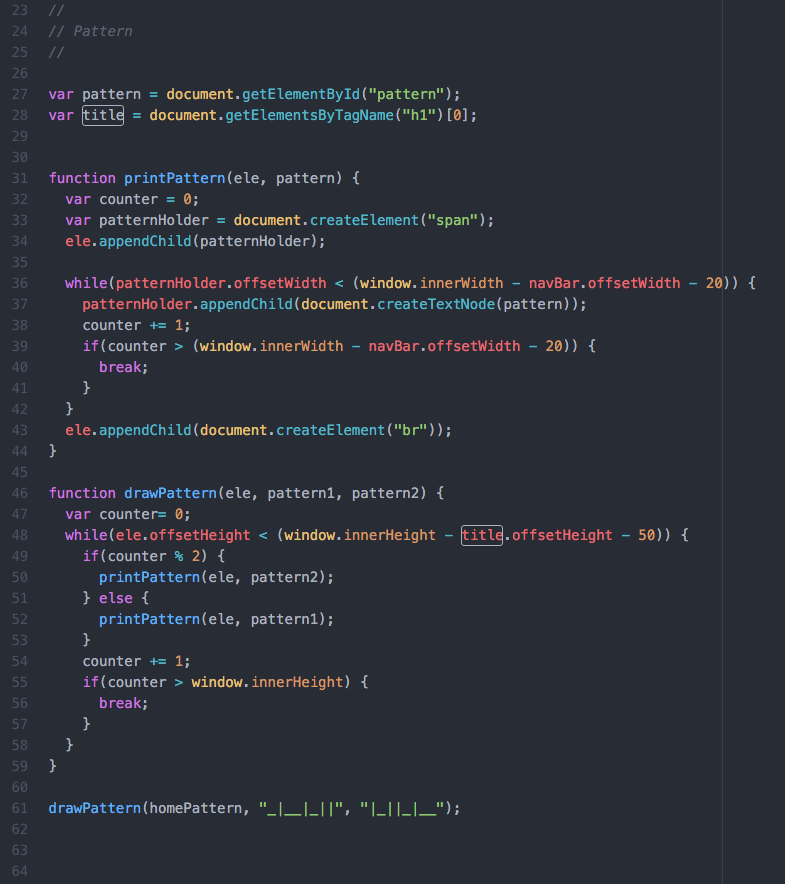 23 //
24 // Pattern
25 //
26
27 var pattern = document.getElementById("pattern");
28 var title = document.getElementsByTagName("h1")[0];
29
30
31 function printPattern(ele, pattern) {
32   var counter = 0;
33   var patternHolder = document.createElement("span");
34   ele.appendChild(patternHolder);
35
36   while(patternHolder.offsetWidth < (window.innerWidth - navBar.offsetWidth - 20)) {
37     patternHolder.appendChild(document.createTextNode(pattern));
38     counter += 1;
39     if(counter > (window.innerWidth - navBar.offsetWidth - 20)) {
40       break;
41     }
42   }
43   ele.appendChild(document.createElement("br"));
44 }
45
46 function drawPattern(ele, pattern1, pattern2) {
47   var counter= 0;
48   while(ele.offsetHeight < (window.innerHeight - title.offsetHeight - 50)) {
49     if(counter % 2) {
50       printPattern(ele, pattern2);
51     } else {
52       printPattern(ele, pattern1);
53     }
54     counter += 1;
55     if(counter > window.innerHeight) {
56       break;
57     }
58   }
59 }
60
61 drawPattern(homePattern, "_|__|_||", "|_||_|__");
62
63
64